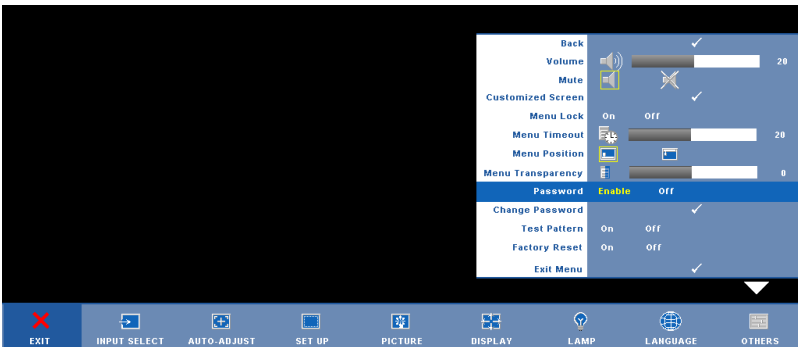 Back
Volume 20
Mute
Customized Screen
Menu Lock On Off
Menu Timeout 20
Menu Position
Menu Transparency 0
Password Enable Off
Change Password
Test Pattern On Off
Factory Reset On Off
Exit Menu
EXIT INPUT SELECT AUTO-ADJUST SET UP PICTURE DISPLAY LAMP LANGUAGE OTHERS